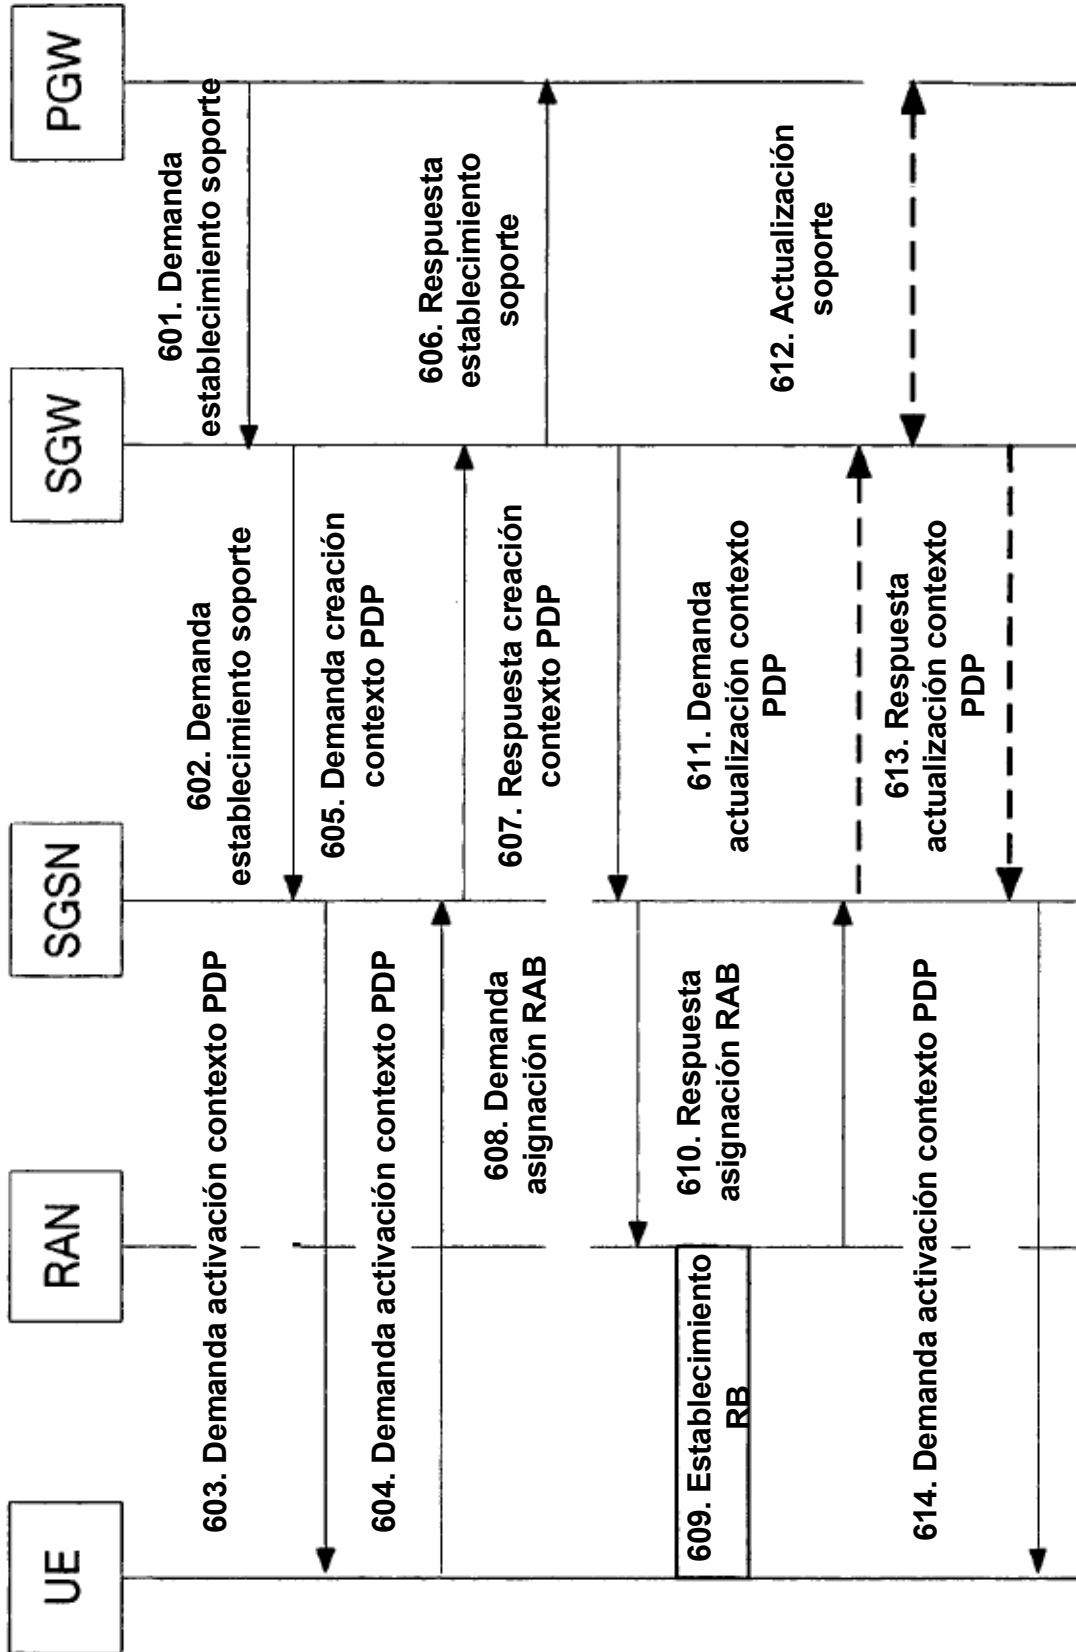 UE
RAN
SGSN
SGW
PGW
601. Demanda
establecimiento soporte
602. Demanda
establecimiento soporte
603. Demanda activación contexto PDP
604. Demanda activación contexto PDP
605. Demanda creación
contexto PDP
606. Respuesta
establecimiento
soporte
607. Respuesta creación
contexto PDP
608. Demanda
asignación RAB
609. Establecimiento
RB
610. Respuesta
asignación RAB
611. Demanda
actualización contexto
PDP
612. Actualización
soporte
613. Respuesta
actualización contexto
PDP
614. Demanda activación contexto PDP